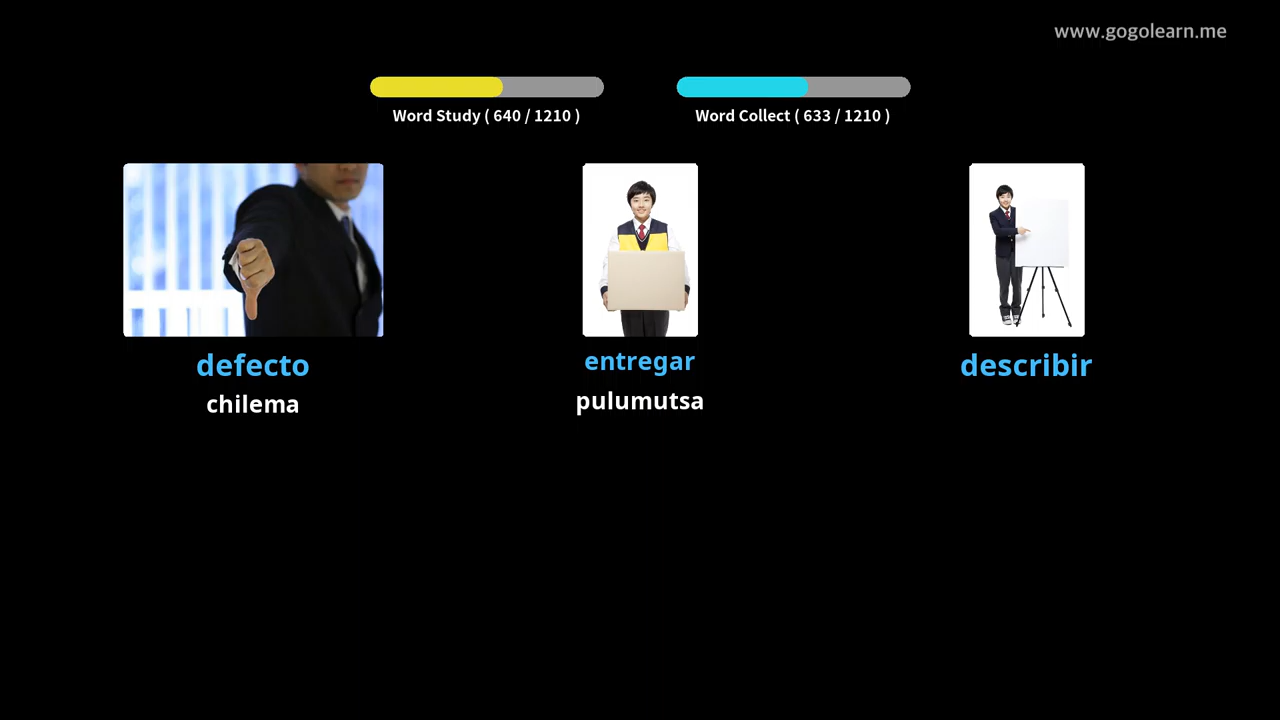 www.gogolearn.me
Word Study ( 640 / 1210 )
Word Collect ( 633 / 1210 )
defecto
entregar
describir
chilema
pulumutsa